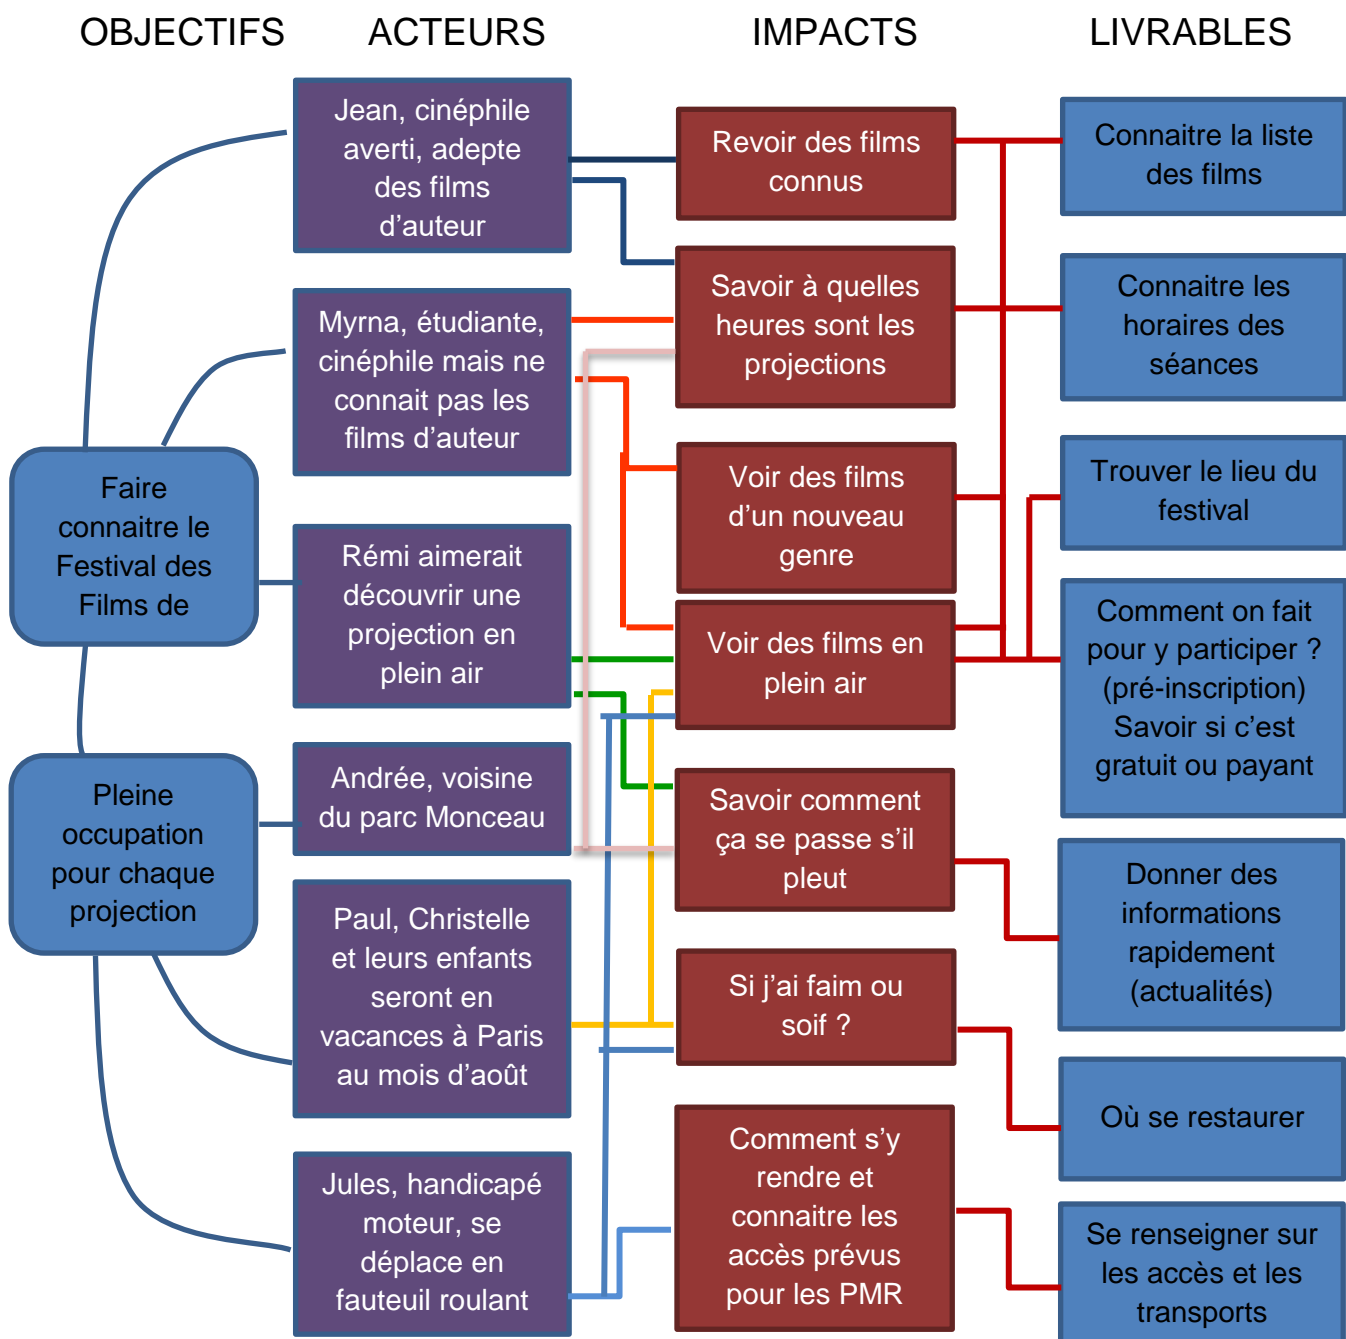 OBJECTIFS
ACTEURS
IMPACTS
LIVRABLES
Faire
connaitre le
Festival des
Films de
Pleine
occupation
pour chaque
projection
Jean, cinéphile
averti, adepte
des films
d’auteur
Myrna, étudiante,
cinéphile mais ne
connait pas les
films d’auteur
Rémi aimerait
découvrir une
projection en
plein air
Andrée, voisine
du parc Monceau
Paul, Christelle
et leurs enfants
seront en
vacances à Paris
au mois d’août
Jules, handicapé
moteur, se
déplace en
fauteuil roulant
Revoir des films
connus
Savoir à quelles
heures sont les
projections
Voir des films
d’un nouveau
genre
Voir des films en
plein air
Savoir comment
ça se passe s’il
pleut
Si j’ai faim ou
soif ?
Comment s’y
rendre et
connaitre les
accès prévus
pour les PMR
Connaitre la liste
des films
Connaitre les
horaires des
séances
Trouver le lieu du
festival
Comment on fait
pour y participer ?
(pré-inscription)
Savoir si c’est
gratuit ou payant
Donner des
informations
rapidement
(actualités)
Où se restaurer
Se renseigner sur
les accès et les
transports